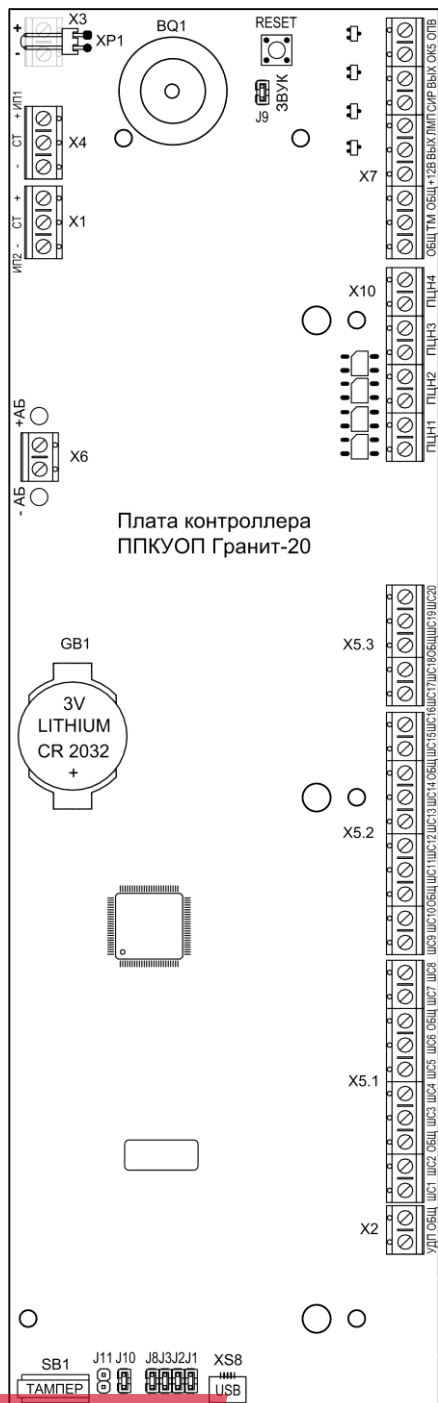 X3
+
-
XP1
BQ1
RESET
J9
ЗВУК
ИП1
- СТ +
X4
- СТ +
ИП2
X1
X7
ОБЩ ТМ ОБЩ +12В ВЫХ ЛМП СИР ВЫХ ОК5 ОПВ
X10
ПЦН4
ПЦН3
ПЦН2
ПЦН1
+АБ
X6
- АБ
Плата контроллера
ППКУОП Гранит-20
GB1
3V
LITHIUM
CR 2032
+
X5.3
ШС17 ШС18 ОБЩ ШС19 ШС20
X5.2
ШС9 ШС10 ОБЩ ШС11 ШС12 ШС13 ШС14 ОБЩ ШС15 ШС16
X5.1
ШС1 ШС2 ОБЩ ШС3 ШС4 ШС5 ШС6 ОБЩ ШС7 ШС8
X2
УДП ОБЩ
SB1
ТАМПЕР
J11 J10 J8 J3 J2 J1
XS8
USB